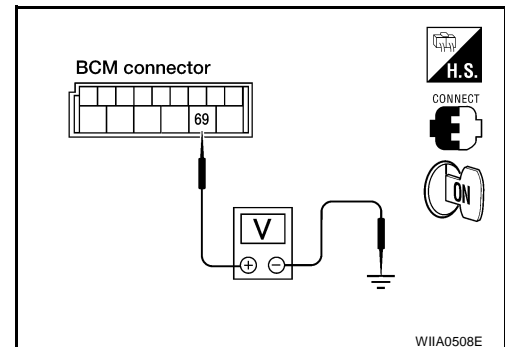 BCM connector
H.S.
CONNECT
69
ON
V
+ −
WIIA0508E